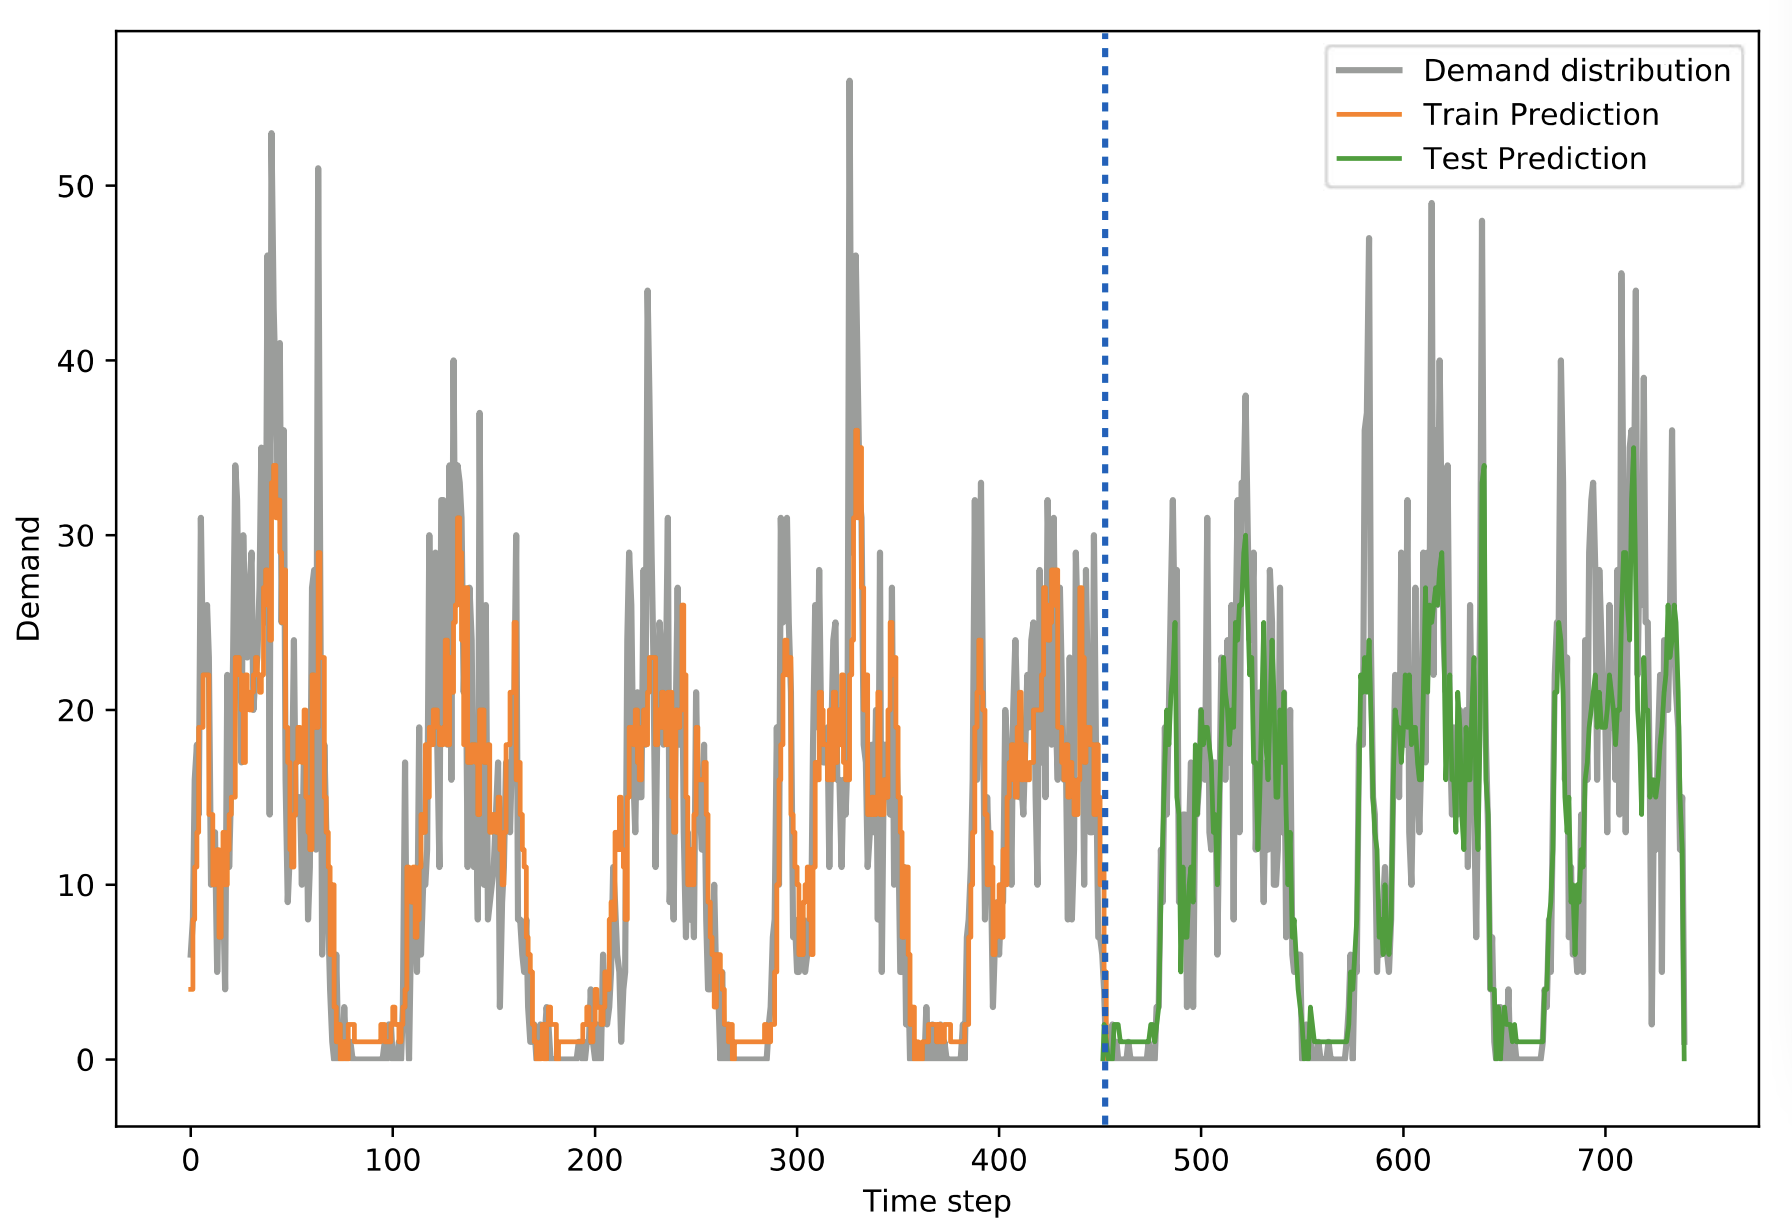 Demand distribution
Train Prediction
Test Prediction
50
40
30
20
10
0
Demand
0 100 200 300 400 500 600 700
Time step